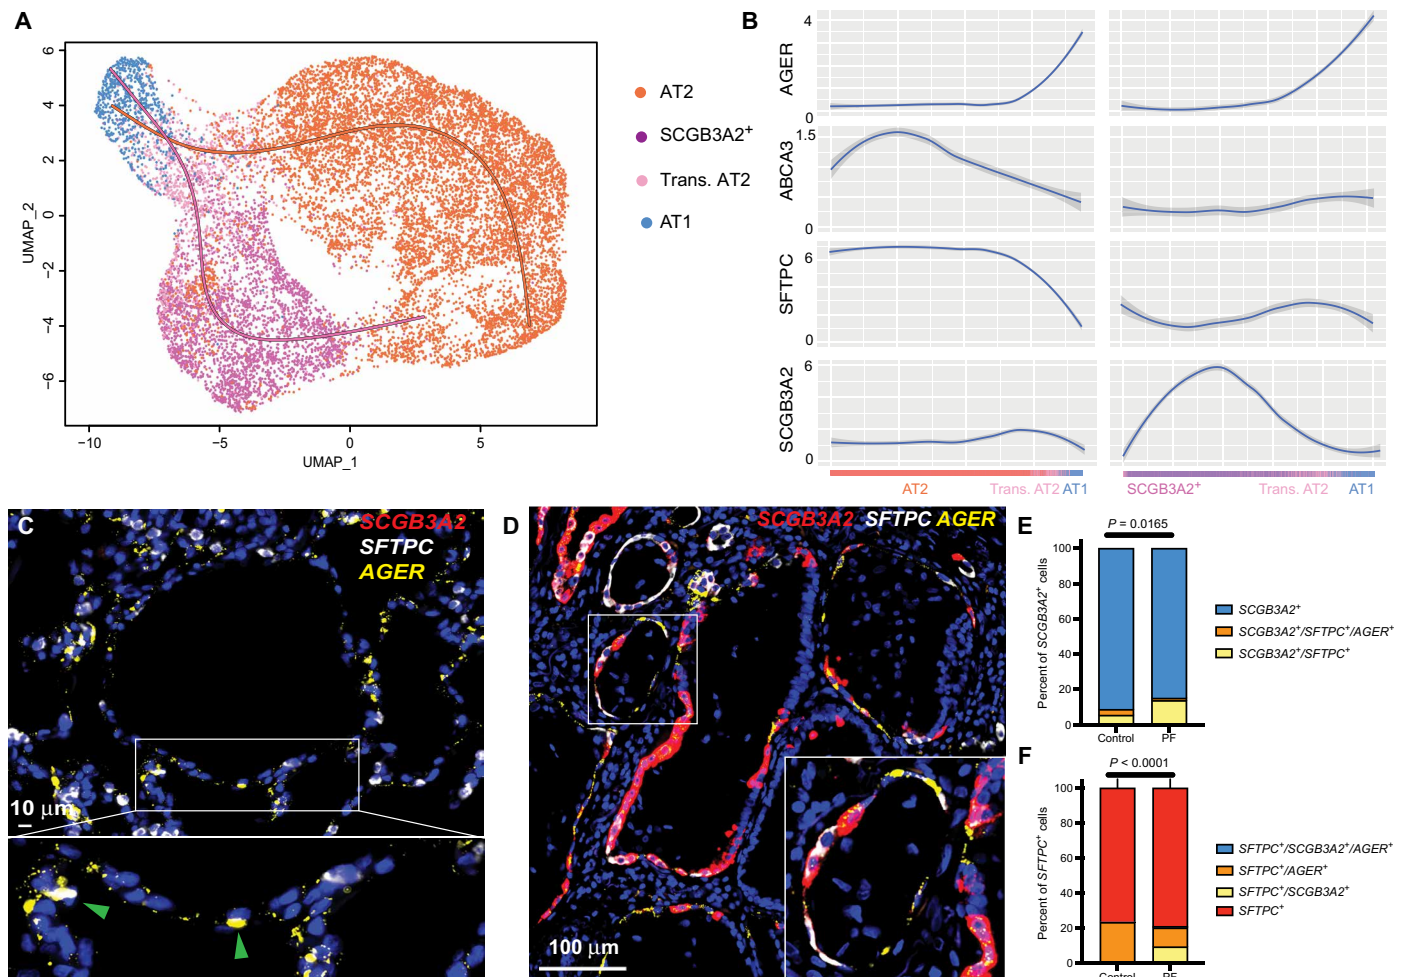 A
6
4
2
0
−2
−4
−6
UMAP_2
−10
−5
0
5
UMAP_1
AT2
SCGB3A2+
Trans. AT2
AT1
B
AGER
4
0
ABCA3
1.5
0
SFTPC
6
0
SCGB3A2
6
0
AT2
Trans. AT2
AT1
SCGB3A2+
Trans. AT2
AT1
C
SCGB3A2
SFTPC
AGER
10 μm
D
SCGB3A2 SFTPC AGER
100 μm
E
P = 0.0165
100
80
60
40
20
0
Percent of SCGB3A2+ cells
Control
PF
SCGB3A2+
SCGB3A2+/SFTPC+/AGER+
SCGB3A2+/SFTPC+
F
P < 0.0001
100
80
60
40
20
0
Percent of SFTPC+ cells
Control
PF
SFTPC+/SCGB3A2+/AGER+
SFTPC+/AGER+
SFTPC+/SCGB3A2+
SFTPC+